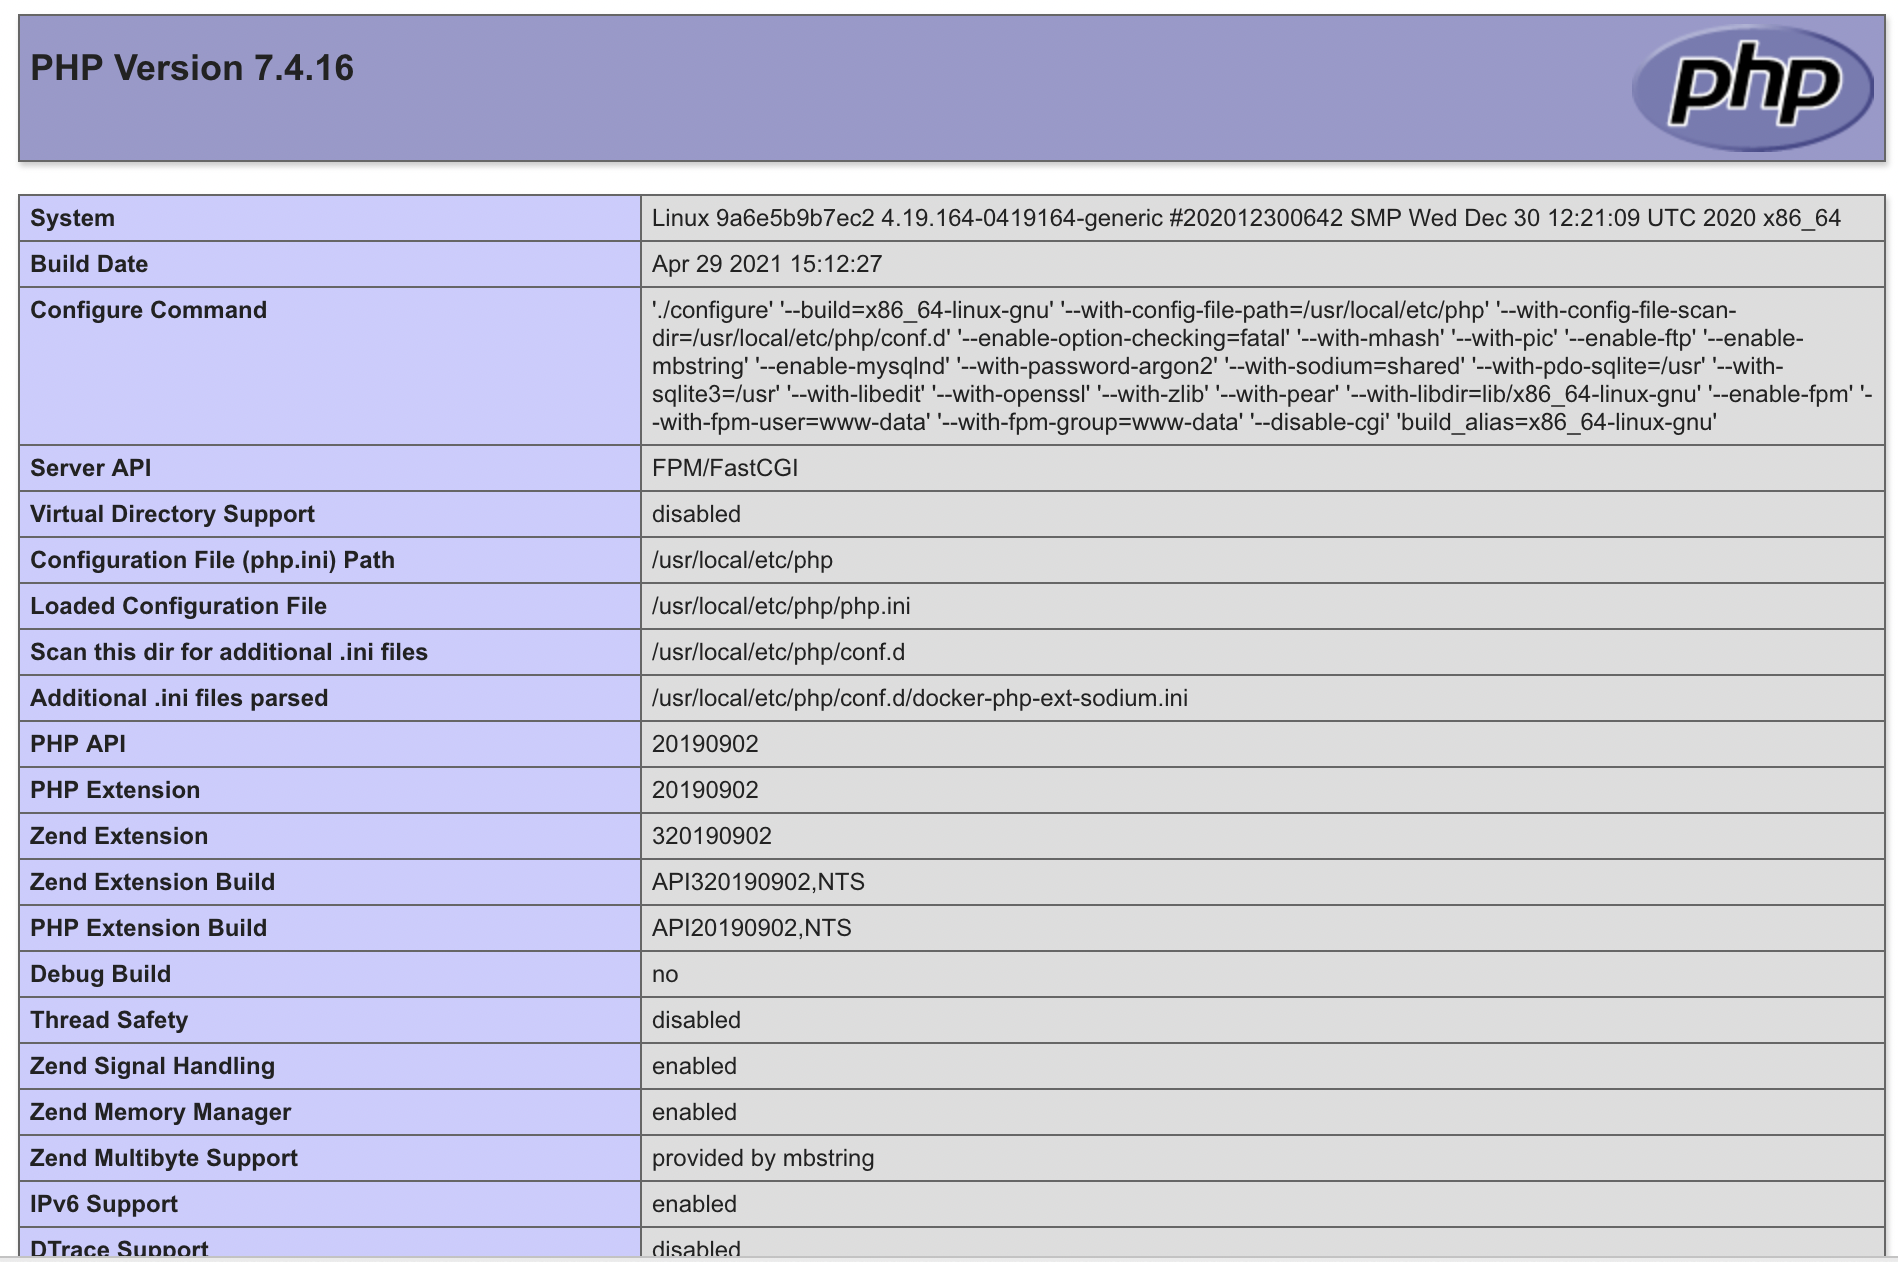 PHP Version 7.4.16
php
System Linux 9a6e5b9b7ec2 4.19.164-0419164-generic #202012300642 SMP Wed Dec 30 12:21:09 UTC 2020 x86_64
Build Date Apr 29 2021 15:12:27
Configure Command './configure' '--build=x86_64-linux-gnu' '--with-config-file-path=/usr/local/etc/php' '--with-config-file-scan-
dir=/usr/local/etc/php/conf.d' '--enable-option-checking=fatal' '--with-mhash' '--with-pic' '--enable-ftp' '--enable-
mbstring' '--enable-mysqlnd' '--with-password-argon2' '--with-sodium=shared' '--with-pdo-sqlite=/usr' '--with-
sqlite3=/usr' '--with-libedit' '--with-openssl' '--with-zlib' '--with-pear' '--with-libdir=lib/x86_64-linux-gnu' '--enable-fpm' '-
-with-fpm-user=www-data' '--with-fpm-group=www-data' '--disable-cgi' 'build_alias=x86_64-linux-gnu'
Server API FPM/FastCGI
Virtual Directory Support disabled
Configuration File (php.ini) Path /usr/local/etc/php
Loaded Configuration File /usr/local/etc/php/php.ini
Scan this dir for additional .ini files /usr/local/etc/php/conf.d
Additional .ini files parsed /usr/local/etc/php/conf.d/docker-php-ext-sodium.ini
PHP API 20190902
PHP Extension 20190902
Zend Extension 320190902
Zend Extension Build API320190902,NTS
PHP Extension Build API20190902,NTS
Debug Build no
Thread Safety disabled
Zend Signal Handling enabled
Zend Memory Manager enabled
Zend Multibyte Support provided by mbstring
IPv6 Support enabled
DTrace Support disabled